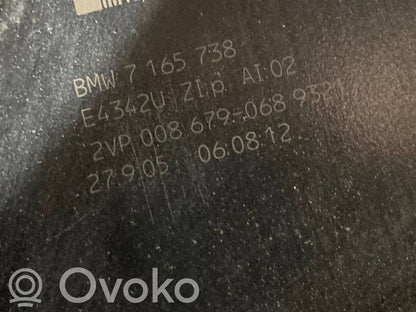 BMW 7 165 738
E4342U ZI.o AI.02
2VP 008 679-068 932
27.9.05 06:08:12
Ovoko